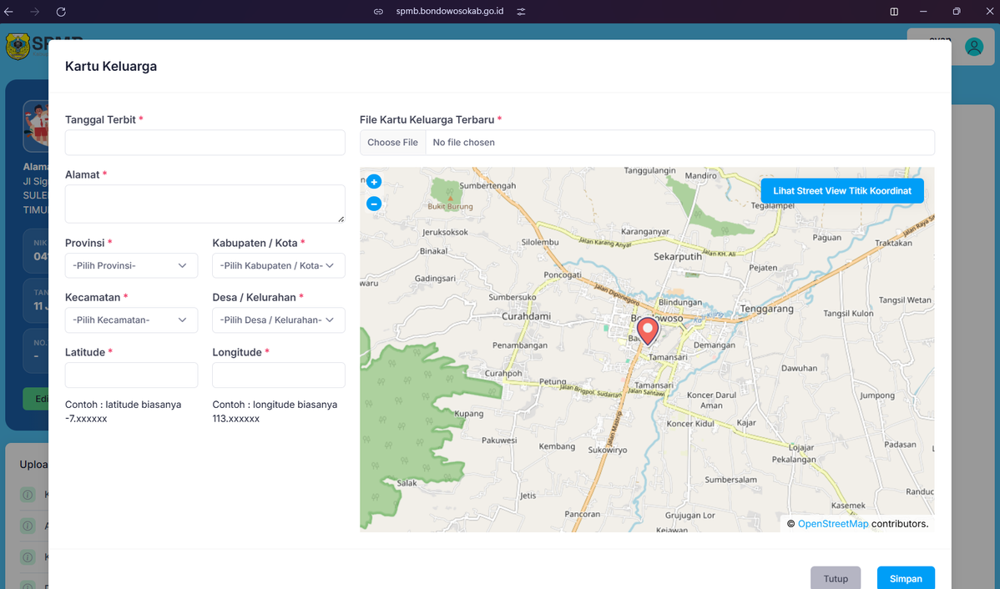 spmb.bondowosokab.go.id
Kartu Keluarga
Tanggal Terbit *
Alamat *
Provinsi *
Kabupaten / Kota *
-Pilih Provinsi-
-Pilih Kabupaten / Kota-
Kecamatan *
Desa / Kelurahan *
-Pilih Kecamatan-
-Pilih Desa / Kelurahan-
Latitude *
Longitude *
Contoh : latitude biasanya
-7.xxxxxx
Contoh : longitude biasanya
113.xxxxxx
File Kartu Keluarga Terbaru *
Choose File
No file chosen
+
−
Lihat Street View Titik Koordinat
Tanggulangin
Mandiro
Sumbertengah
Bukit Burung
Tegalampel
Jeruksoksok
Silolembu
Karanganyar
Jalan Karang Anyar
Paguan
Traktakan
Jalan Raya
Binakal
Sekarputih
Jalan KH. Ali
Gadingsari
Poncogati
Pejaten
Jalan Diponegoro
Sumbersuko
Blindungan
Tangsil Wetan
Tenggarang
Curahdami
Bondowoso
Tangsil Kulon
Penambangan
Demangan
Tamansari
Dawuhan
Curahpoh
Petung
Jalan Brigpol. Sudarlan
Tamansari
Jalan Santawi
Koncer Darul
Aman
Jumpong
Kupang
Jalan Mastrip
Koncer Kidul
Kajar
Pakuwesi
Kembang
Sukowiryo
Lojajar
Padasan
Pekalangan
Salak
Sumbersalam
Jetis
Kasemek
Pancoran
Grujugan Lor
Kejawan
© OpenStreetMap contributors.
Tutup
Simpan